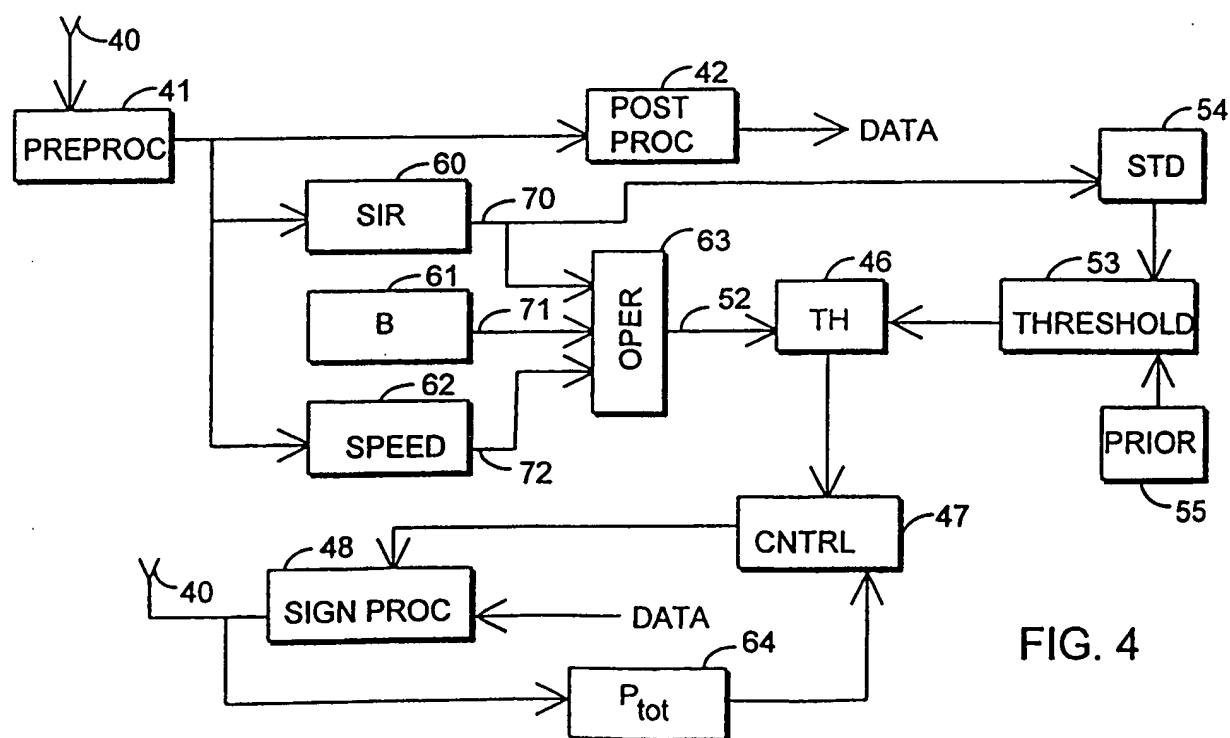 40
41
PREPROC
42
POST
PROC
DATA
54
STD
60
SIR
70
63
OPER
61
B
71
52
46
TH
53
THRESHOLD
62
SPEED
72
PRIOR
55
47
CNTRL
48
40
SIGN PROC
DATA
64
Ptot
FIG. 4